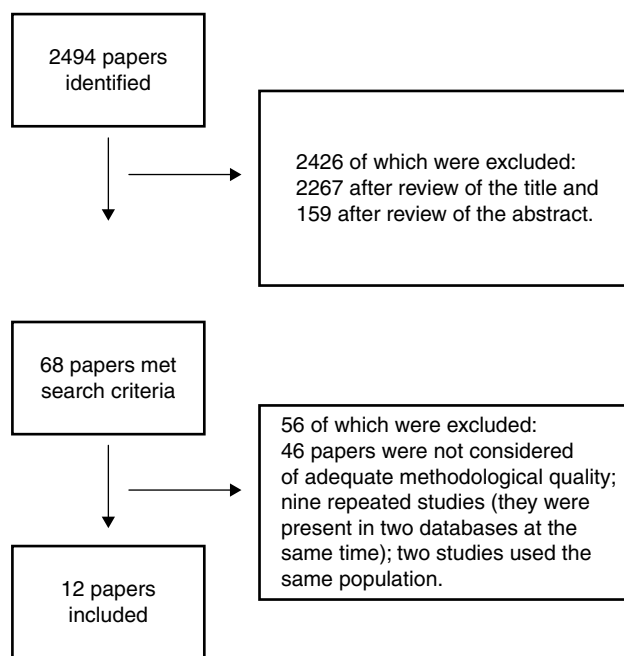 2494 papers
identified
2426 of which were excluded:
2267 after review of the title and
159 after review of the abstract.
68 papers met
search criteria
56 of which were excluded:
46 papers were not considered
of adequate methodological quality;
nine repeated studies (they were
present in two databases at the
same time); two studies used the
same population.
12 papers
included